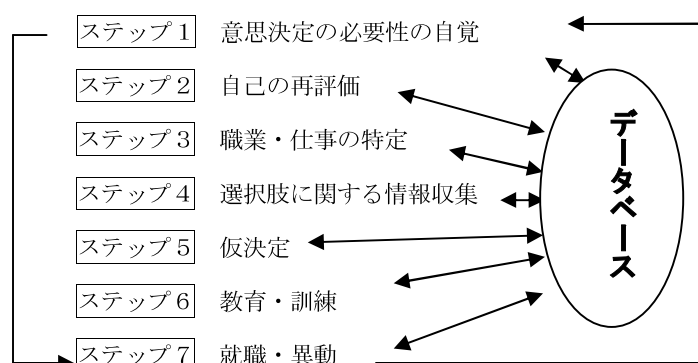 ステップ1 意思決定の必要性の自覚
ステップ2 自己の再評価
ステップ3 職業・仕事の特定
ステップ4 選択肢に関する情報収集
ステップ5 仮決定
ステップ6 教育・訓練
ステップ7 就職・異動
データベース